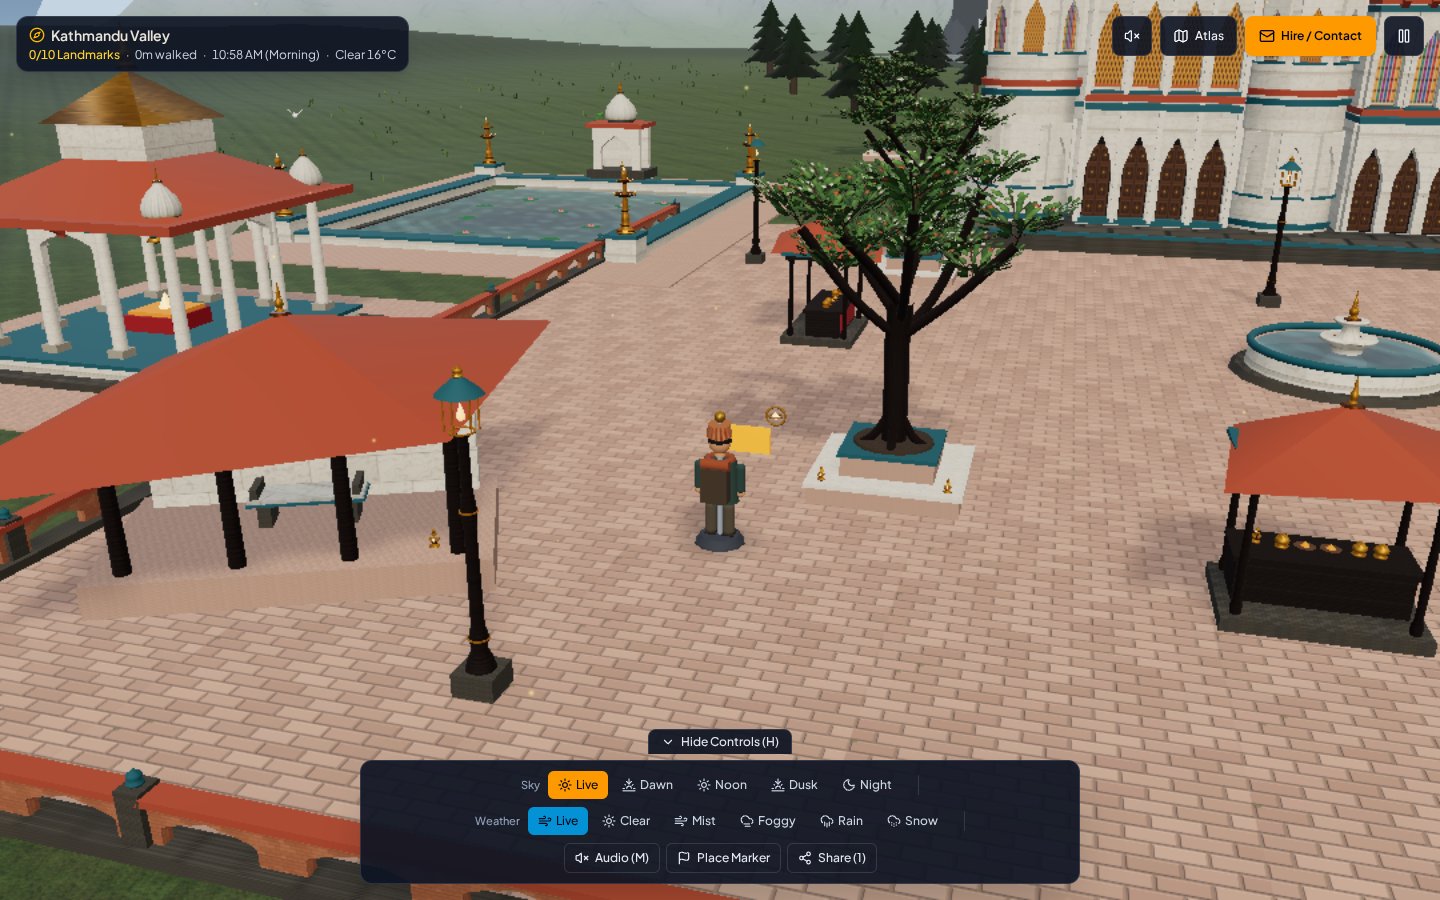 Kathmandu Valley
0/10 Landmarks · 0m walked · 10:58 AM (Morning) · Clear 16°C
Atlas
Hire / Contact
Hide Controls (H)
Sky Live Dawn Noon Dusk Night
Weather Live Clear Mist Foggy Rain Snow
Audio (M) Place Marker Share (1)